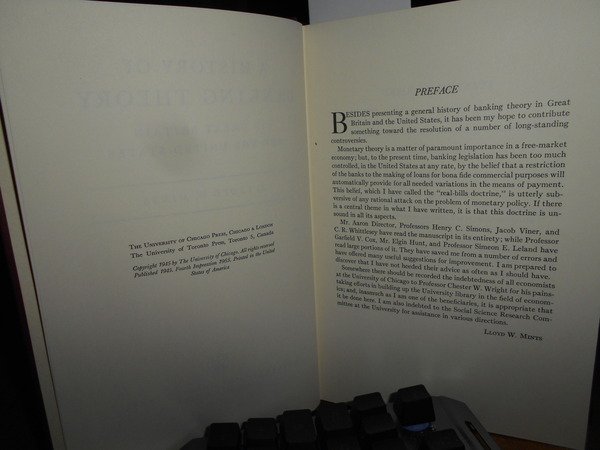 THE UNIVERSITY OF CHICAGO PRESS, CHICAGO & LONDON
The University of Toronto Press, Toronto 5, Canada
Copyright 1945 by The University of Chicago. All rights reserved
Published 1945. Fourth Impression 1965. Printed in the United
States of America
PREFACE
BESIDES presenting a general history of banking theory in Great
Britain and the United States, it has been my hope to contribute
something toward the resolution of a number of long-standing
controversies.
Monetary theory is a matter of paramount importance in a free-market
economy; but, to the present time, banking legislation has been too much
controlled, in the United States at any rate, by the belief that a restriction
of the banks to the making of loans for bona fide commercial purposes will
automatically provide for all needed variations in the means of payment.
This belief, which I have called the "real-bills doctrine," is utterly sub-
versive of any rational attack on the problem of monetary policy. If there
is a central theme in what I have written, it is that this doctrine is un-
sound in all its aspects.
Mr. Aaron Director, Professors Henry C. Simons, Jacob Viner, and
C. R. Whittlesey have read the manuscript in its entirety; while Professor
Garfield V. Cox, Mr. Elgin Hunt, and Professor Simeon E. Leland have
read large portions of it. They have saved me from a number of errors and
have offered many useful suggestions for improvement. I am prepared to
discover that I have not heeded their advice as often as I should have.
Somewhere there should be recorded the indebtedness of all economists
at the University of Chicago to Professor Chester W. Wright for his pains-
taking efforts in building up the University library in the field of econom-
ics; and, inasmuch as I am one of the beneficiaries, it is appropriate that
it be done here. I am also indebted to the Social Science Research Com-
mittee at the University for assistance in various directions.
LLOYD W. MINTS